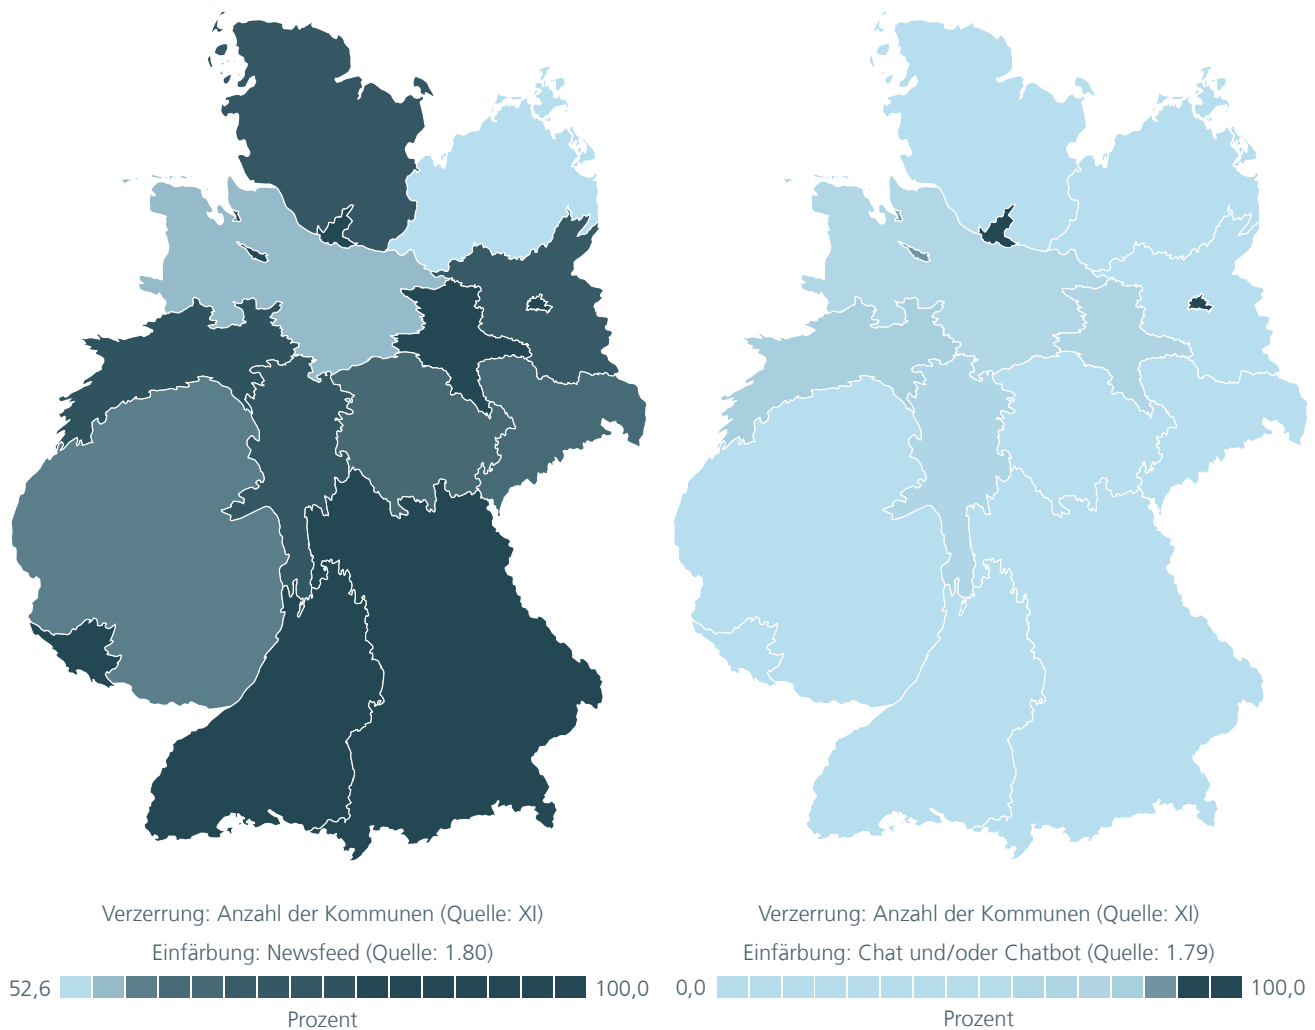 Verzerrung: Anzahl der Kommunen (Quelle: XI)
Einfärbung: Newsfeed (Quelle: 1.80)
52,6 100,0
Prozent
Verzerrung: Anzahl der Kommunen (Quelle: XI)
Einfärbung: Chat und/oder Chatbot (Quelle: 1.79)
0,0 100,0
Prozent